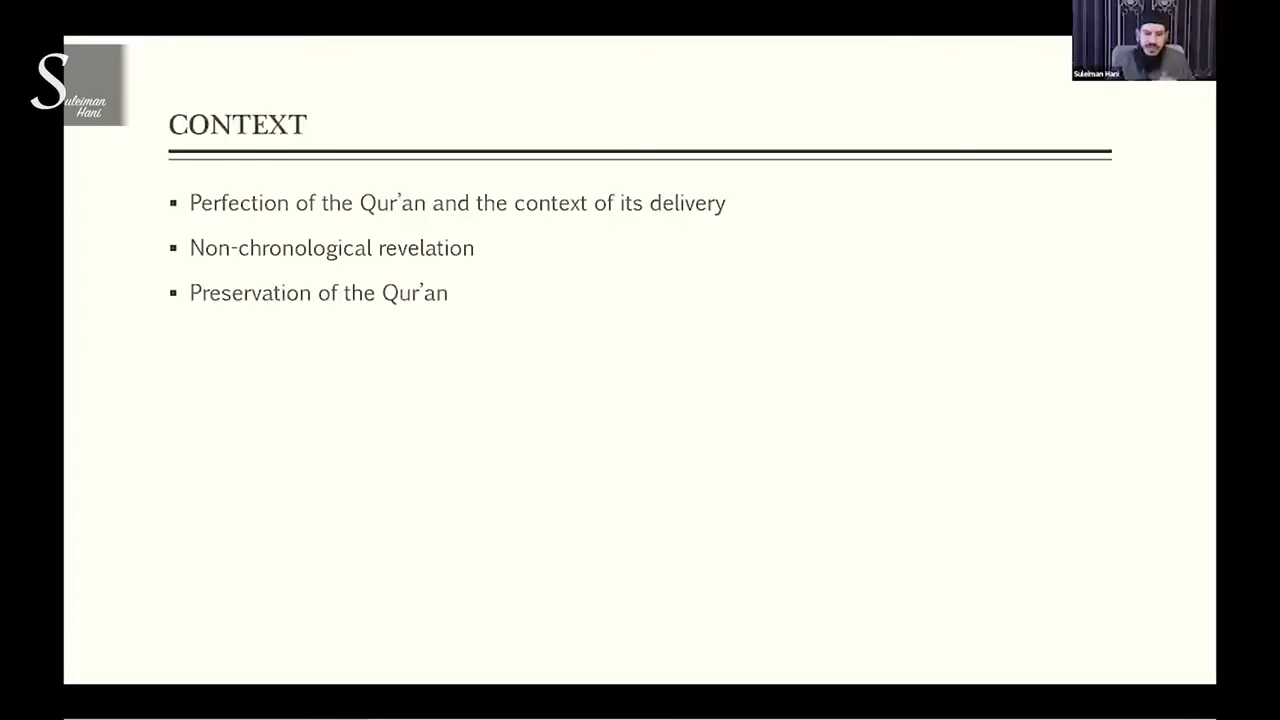 Suleiman
Hani
Suleiman Hani
CONTEXT
▪ Perfection of the Qur’an and the context of its delivery
▪ Non-chronological revelation
▪ Preservation of the Qur’an